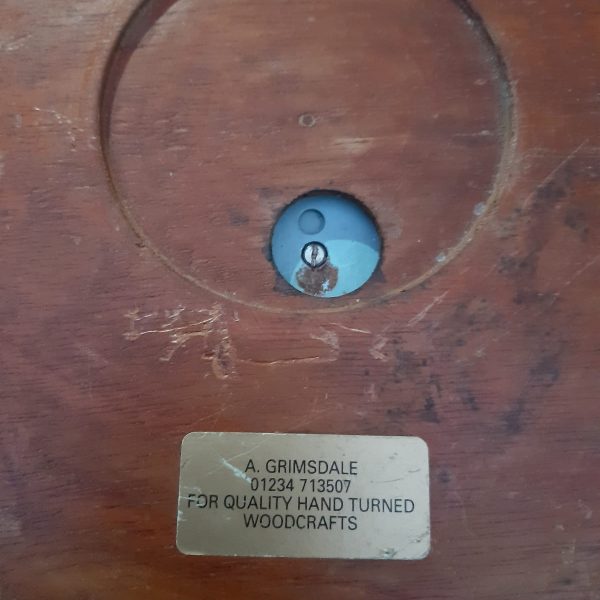 A. GRIMSDALE
01234 713507
FOR QUALITY HAND TURNED
WOODCRAFTS